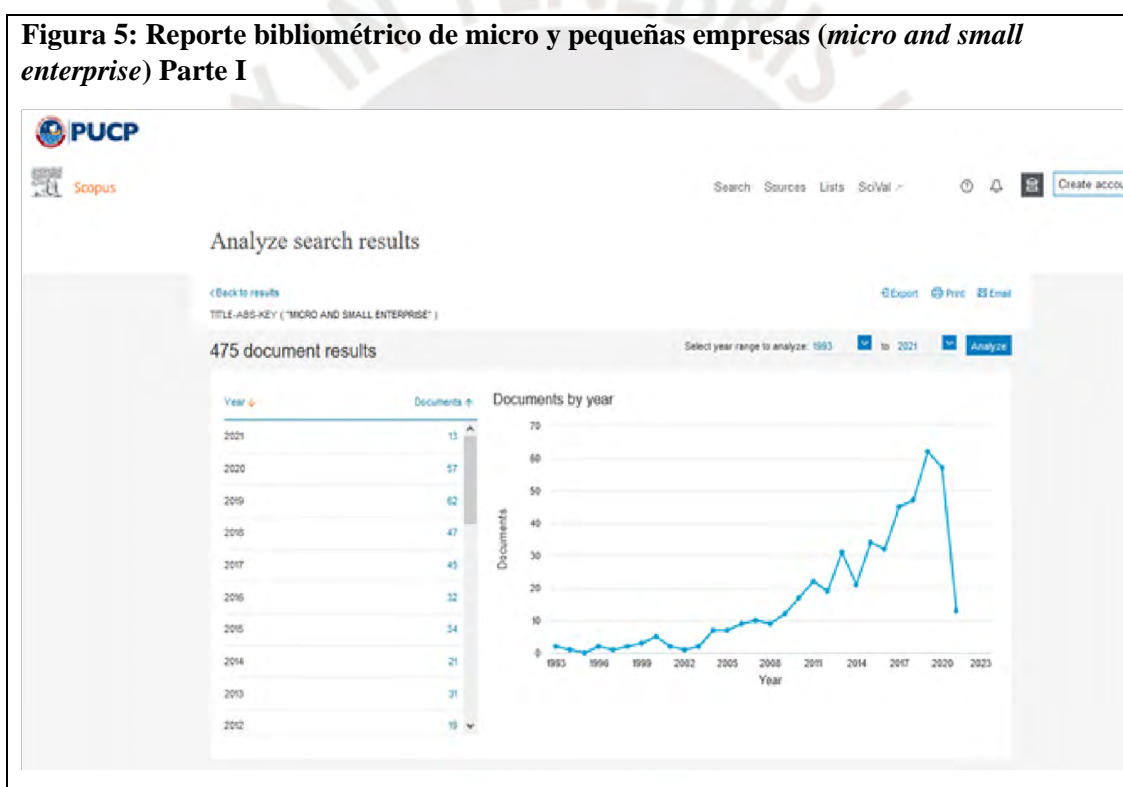 Figura 5: Reporte bibliométrico de micro y pequeñas empresas (micro and small
enterprise) Parte I
PUCP
Scopus
Search Sources Lists SciVal
Create accou
Analyze search results
Back to results
Export Print Email
TITLE-ABS-KEY ( "MICRO AND SMALL ENTERPRISE" )
475 document results
Select year range to analyze: 1993 to 2021 Analyze
Year Documents
2021 13
2020 57
2019 62
2018 47
2017 45
2016 32
2015 34
2014 21
2013 31
2012 19
Documents by year
70
60
50
40
30
20
10
0
Documents
1993 1996 1999 2002 2005 2008 2011 2014 2017 2020 2023
Year